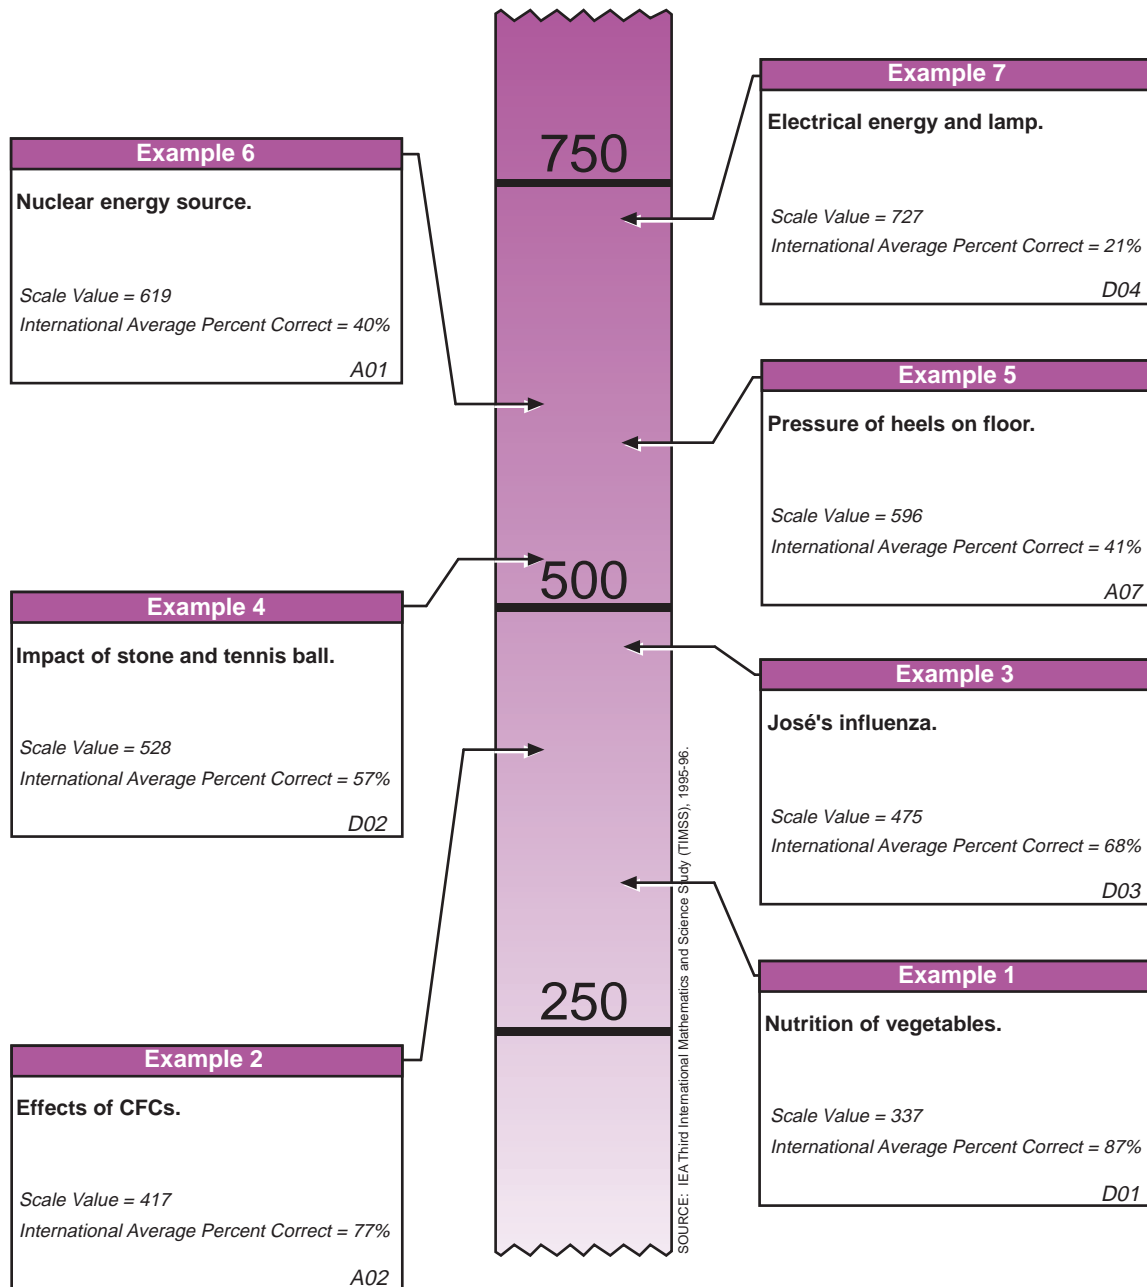 Example 7
Electrical energy and lamp.
Scale Value = 727
International Average Percent Correct = 21%
D04
750
Example 6
Nuclear energy source.
Scale Value = 619
International Average Percent Correct = 40%
A01
Example 5
Pressure of heels on floor.
Scale Value = 596
International Average Percent Correct = 41%
A07
500
Example 4
Impact of stone and tennis ball.
Scale Value = 528
International Average Percent Correct = 57%
D02
Example 3
José's influenza.
Scale Value = 475
International Average Percent Correct = 68%
D03
250
Example 1
Nutrition of vegetables.
Scale Value = 337
International Average Percent Correct = 87%
D01
Example 2
Effects of CFCs.
Scale Value = 417
International Average Percent Correct = 77%
A02
SOURCE: IEA Third International Mathematics and Science Study (TIMSS), 1995-96.